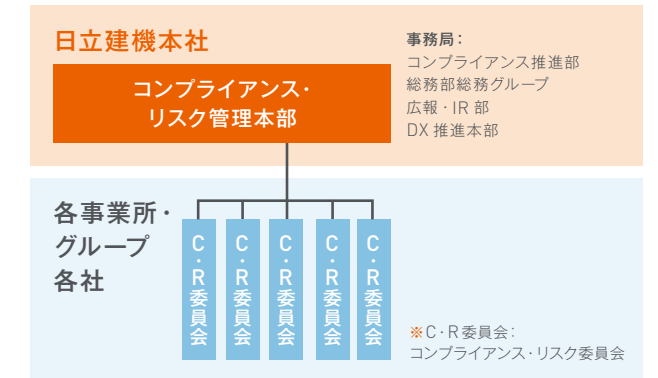 日立建機本社
コンプライアンス・
リスク管理本部
事務局：
コンプライアンス推進部
総務部総務グループ
広報・IR 部
DX 推進本部
各事業所・
グループ
各社
C・R委員会
C・R委員会
C・R委員会
C・R委員会
C・R委員会
※C・R委員会：
コンプライアンス・リスク委員会